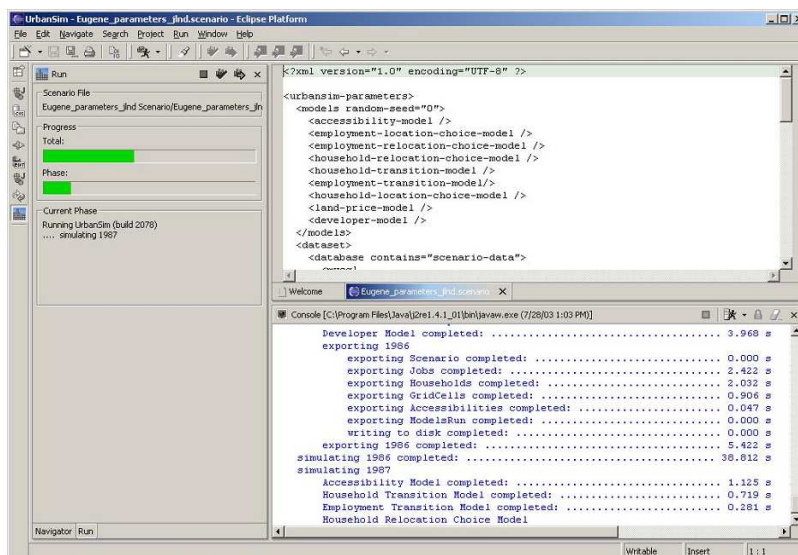 UrbanSim - Eugene_parameters_jlnd.scenario - Eclipse Platform
File Edit Navigate Search Project Run Window Help
Run
Scenario File
Eugene_parameters_jlnd Scenario/Eugene_parameters_jln
Progress
Total:
Phase:
Current Phase
Running UrbanSim (build 2078)
.... simulating 1987
Navigator Run
<?xml version="1.0" encoding="UTF-8" ?>
<urbansim-parameters>
<models random-seed="0">
<accessibility-model />
<employment-location-choice-model />
<employment-relocation-choice-model />
<household-relocation-choice-model />
<household-transition-model />
<employment-transition-model/>
<household-location-choice-model />
<land-price-model />
<developer-model />
</models>
<dataset>
<database contains="scenario-data">
Welcome Eugene_parameters_jlnd.scenario
Console [C:\Program Files\Java\j2re1.4.1_01\bin\javaw.exe (7/28/03 1:03 PM)]
Developer Model completed: .................................... 3.968 s
exporting 1986
exporting Scenario completed: ............................. 0.000 s
exporting Jobs completed: ................................. 2.422 s
exporting Households completed: ........................... 2.032 s
exporting GridCells completed: ............................ 0.906 s
exporting Accessibilities completed: ...................... 0.047 s
exporting ModelsRun completed: ............................ 0.000 s
writing to disk completed: ................................ 0.000 s
exporting 1986 completed: ..................................... 5.422 s
simulating 1986 completed: ....................................... 38.812 s
simulating 1987
Accessibility Model completed: ................................ 1.125 s
Household Transition Model completed: ......................... 0.719 s
Employment Transition Model completed: ........................ 0.281 s
Household Relocation Choice Model
Writable Insert 1 : 1